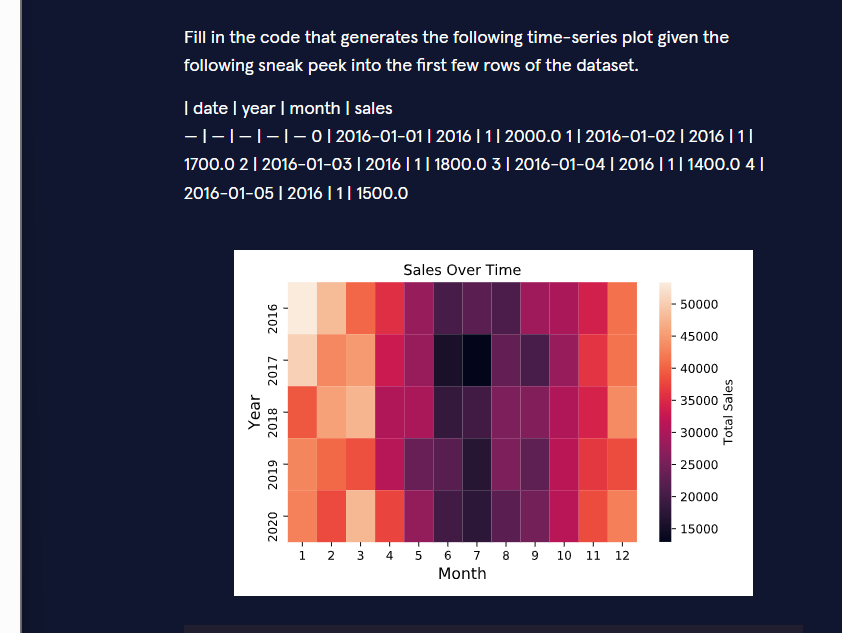 Fill in the code that generates the following time-series plot given the
following sneak peek into the first few rows of the dataset.
| date | year | month | sales
— | — | — | — | — 0 | 2016-01-01 | 2016 | 1 | 2000.0 1 | 2016-01-02 | 2016 | 1 |
1700.0 2 | 2016-01-03 | 2016 | 1 | 1800.0 3 | 2016-01-04 | 2016 | 1 | 1400.0 4 |
2016-01-05 | 2016 | 1 | 1500.0
Sales Over Time
Year
2016
2017
2018
2019
2020
1 2 3 4 5 6 7 8 9 10 11 12
Month
50000
45000
40000
35000
30000
25000
20000
15000
Total Sales